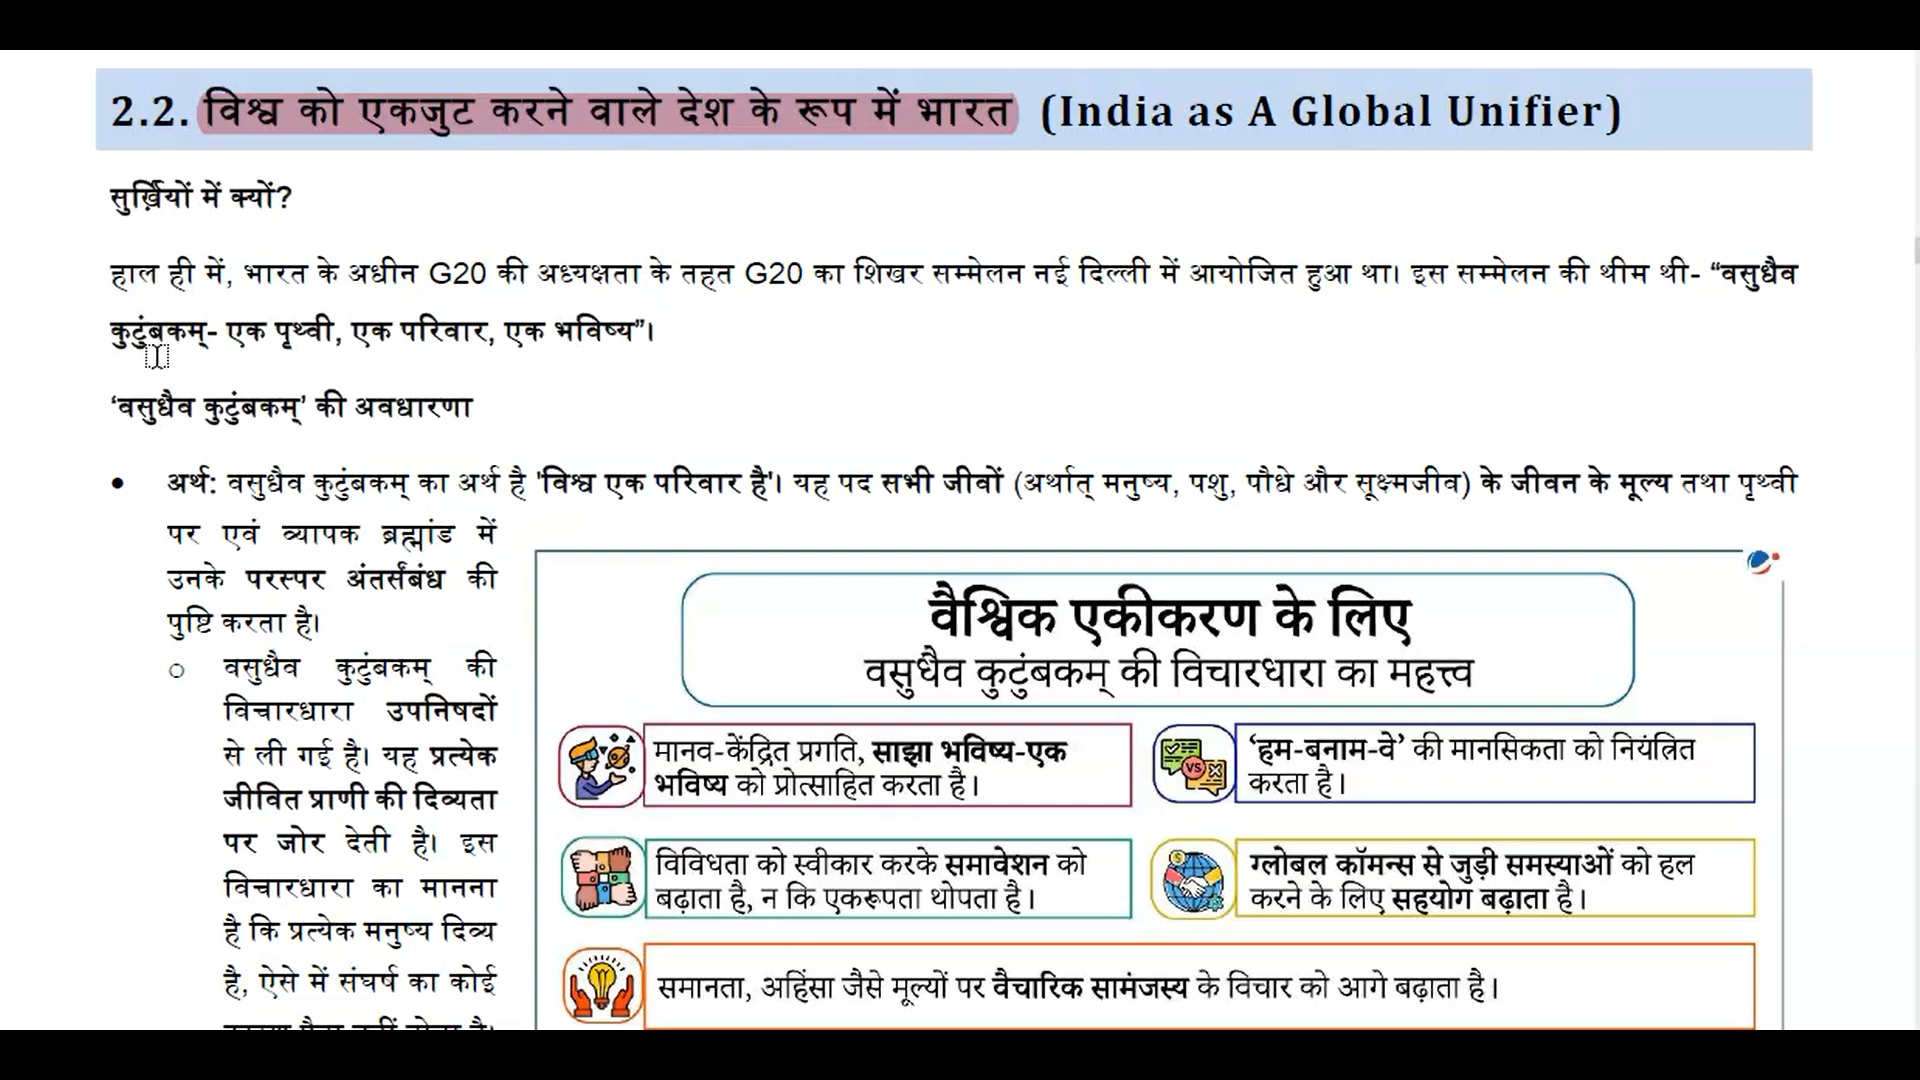 2.2. विश्व को एकजुट करने वाले देश के रूप में भारत (India as A Global Unifier)
सुर्ख़ियों में क्यों?
हाल ही में, भारत के अधीन G20 की अध्यक्षता के तहत G20 का शिखर सम्मेलन नई दिल्ली में आयोजित हुआ था। इस सम्मेलन की थीम थी- “वसुधैव
कुटुंबकम्- एक पृथ्वी, एक परिवार, एक भविष्य”।
‘वसुधैव कुटुंबकम्’ की अवधारणा
• अर्थ: वसुधैव कुटुंबकम् का अर्थ है 'विश्व एक परिवार है'। यह पद सभी जीवों (अर्थात् मनुष्य, पशु, पौधे और सूक्ष्मजीव) के जीवन के मूल्य तथा पृथ्वी
पर एवं व्यापक ब्रह्मांड में
उनके परस्पर अंतर्संबंध की
पुष्टि करता है।
○ वसुधैव कुटुंबकम् की
विचारधारा उपनिषदों
से ली गई है। यह प्रत्येक
जीवित प्राणी की दिव्यता
पर जोर देती है। इस
विचारधारा का मानना
है कि प्रत्येक मनुष्य दिव्य
है, ऐसे में संघर्ष का कोई
वैश्विक एकीकरण के लिए
वसुधैव कुटुंबकम् की विचारधारा का महत्त्व
मानव-केंद्रित प्रगति, साझा भविष्य-एक
भविष्य को प्रोत्साहित करता है।
‘हम-बनाम-वे’ की मानसिकता को नियंत्रित
करता है।
VS
विविधता को स्वीकार करके समावेशन को
बढ़ाता है, न कि एकरूपता थोपता है।
ग्लोबल कॉमन्स से जुड़ी समस्याओं को हल
करने के लिए सहयोग बढ़ाता है।
समानता, अहिंसा जैसे मूल्यों पर वैचारिक सामंजस्य के विचार को आगे बढ़ाता है।